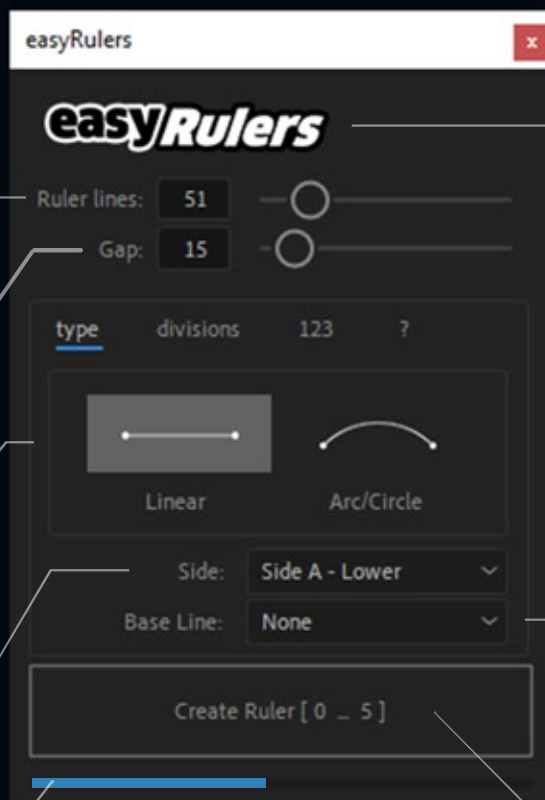 easyRulers
x
easyRulers
Ruler lines: 51
Gap: 15
type divisions 123 ?
Linear Arc/Circle
Side: Side A - Lower
Base Line: None
Create Ruler [ 0 … 5 ]